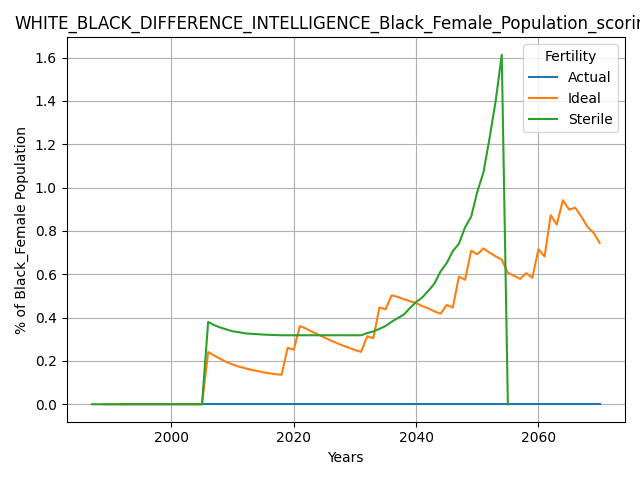 WHITE_BLACK_DIFFERENCE_INTELLIGENCE_Black_Female_Population_scorin
Fertility
Actual
Ideal
Sterile
% of Black_Female Population
1.6
1.4
1.2
1.0
0.8
0.6
0.4
0.2
0.0
2000
2020
2040
2060
Years